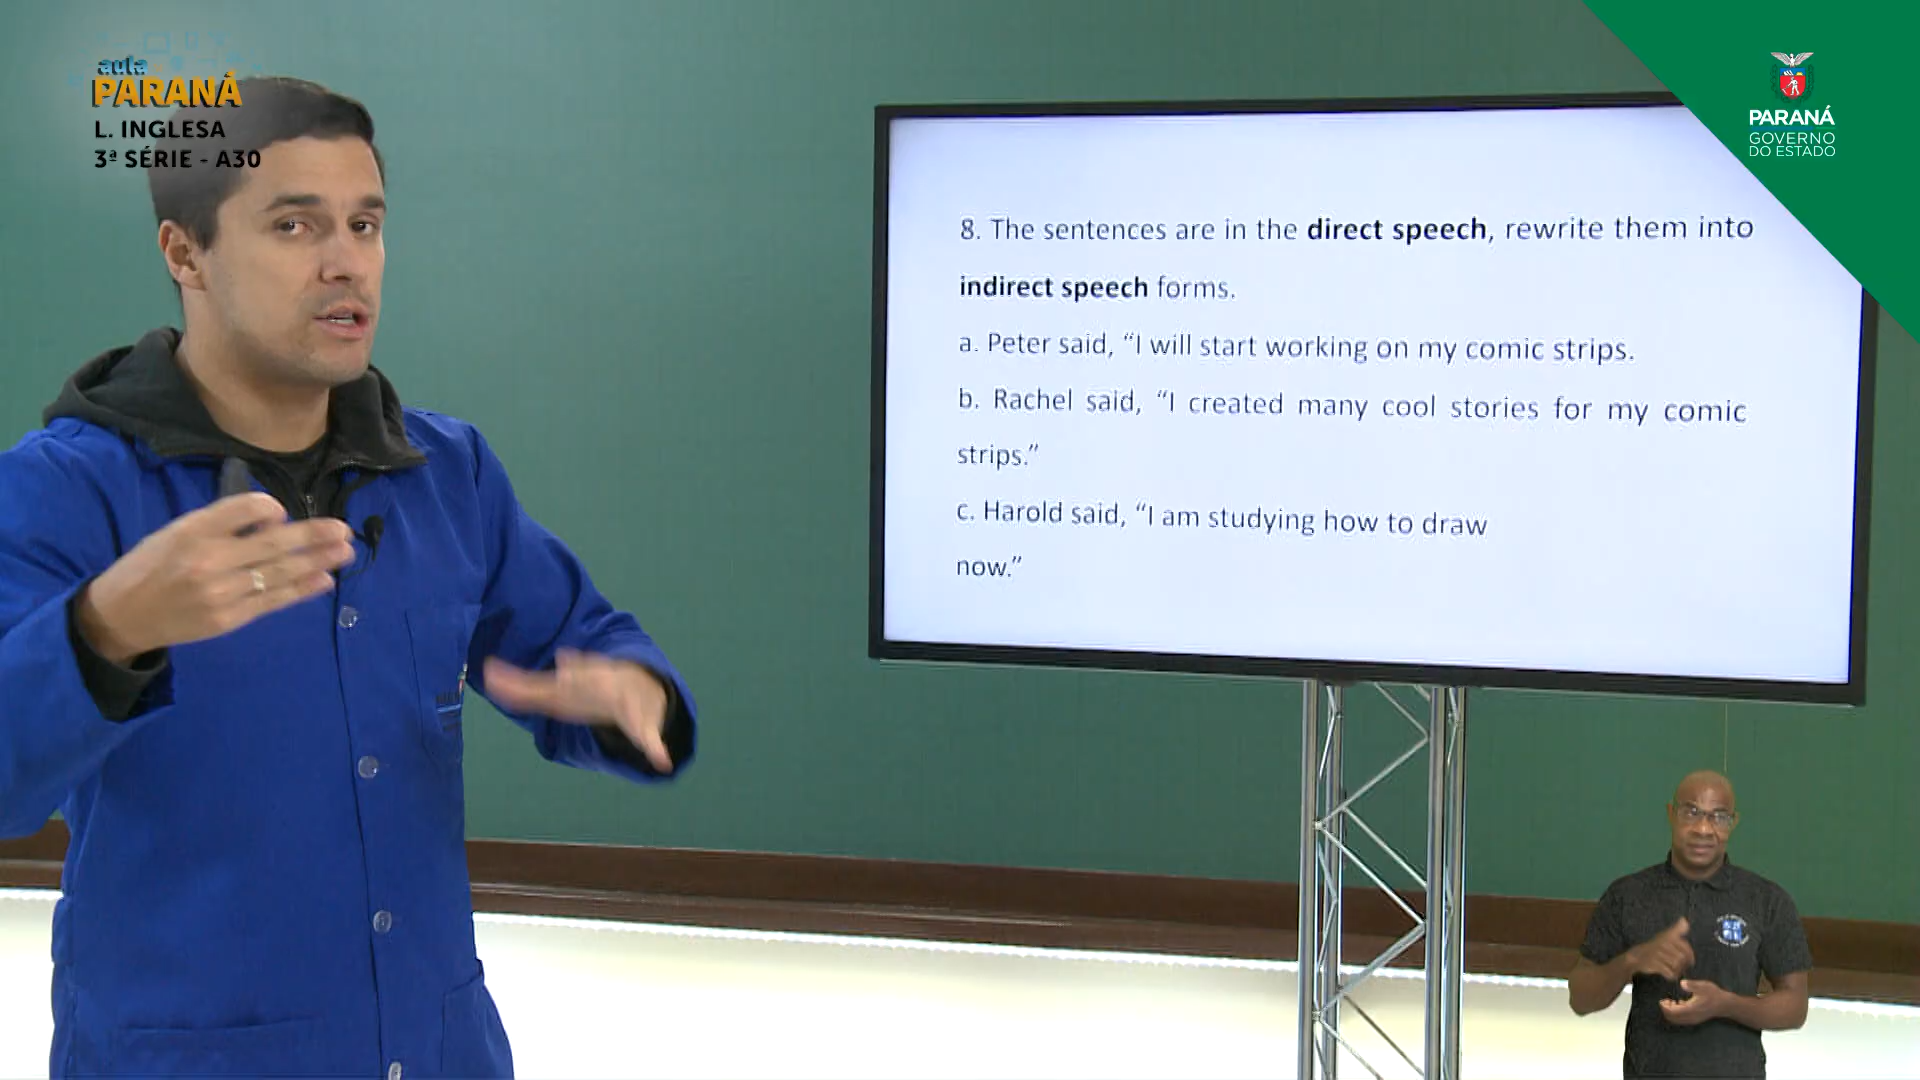 aula
PARANÁ
L. INGLESA
3ª SÉRIE - A30
PARANÁ
GOVERNO
DO ESTADO
8. The sentences are in the direct speech, rewrite them into
indirect speech forms.
a. Peter said, “I will start working on my comic strips.
b. Rachel said, “I created many cool stories for my comic
strips.”
c. Harold said, “I am studying how to draw
now.”